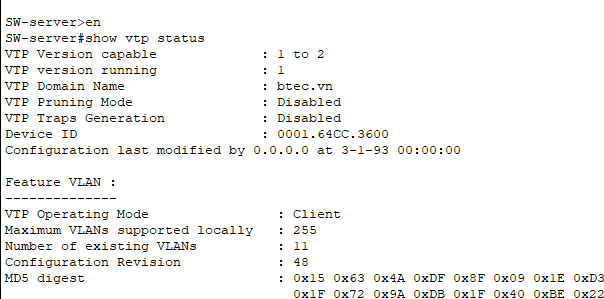 SW-server>en
SW-server#show vtp status
VTP Version capable : 1 to 2
VTP version running : 1
VTP Domain Name : btec.vn
VTP Pruning Mode : Disabled
VTP Traps Generation : Disabled
Device ID : 0001.64CC.3600
Configuration last modified by 0.0.0.0 at 3-1-93 00:00:00
Feature VLAN :
--------------
VTP Operating Mode : Client
Maximum VLANs supported locally : 255
Number of existing VLANs : 11
Configuration Revision : 48
MD5 digest : 0x15 0x63 0x4A 0xDF 0x8F 0x09 0x1E 0xD3
0x1F 0x72 0x9A 0xDB 0x1F 0x40 0xBE 0x22